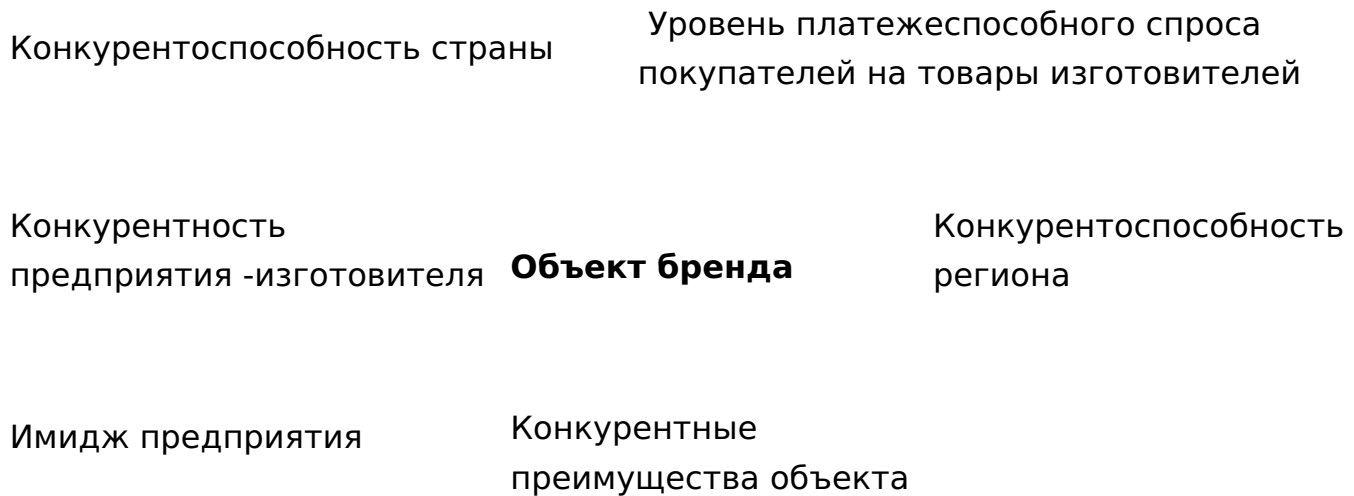 Конкурентоспособность страны
Уровень платежеспособного спроса
покупателей на товары изготовителей
Конкурентность
предприятия -изготовителя
Объект бренда
Конкурентоспособность
региона
Имидж предприятия
Конкурентные
преимущества объекта